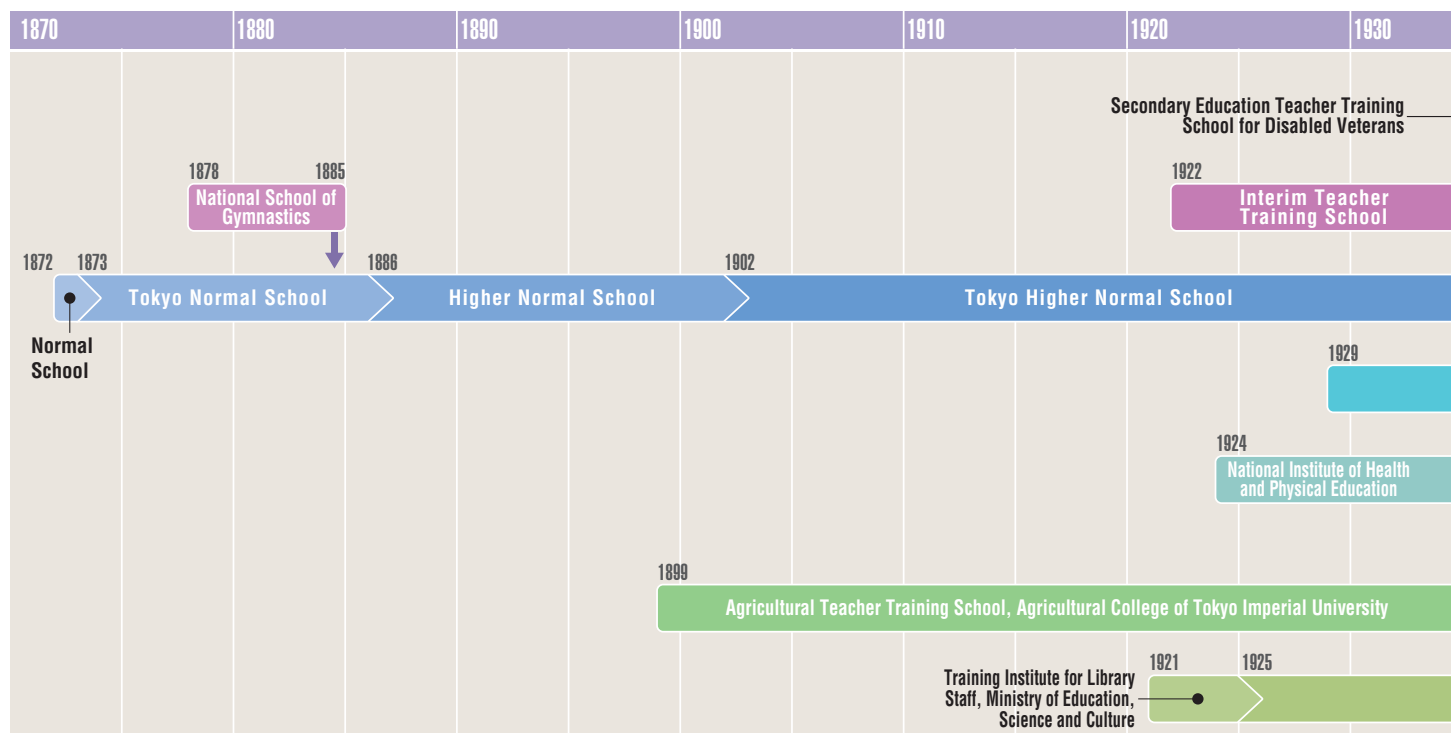 1870 1880 1890 1900 1910 1920 1930
Secondary Education Teacher Training
School for Disabled Veterans
1878 1885 1922
National School of
Gymnastics
Interim Teacher
Training School
1872 1873 1886 1902
Tokyo Normal School Higher Normal School Tokyo Higher Normal School
Normal
School
1929
1924
National Institute of Health
and Physical Education
1899
Agricultural Teacher Training School, Agricultural College of Tokyo Imperial University
1921 1925
Training Institute for Library
Staff, Ministry of Education,
Science and Culture